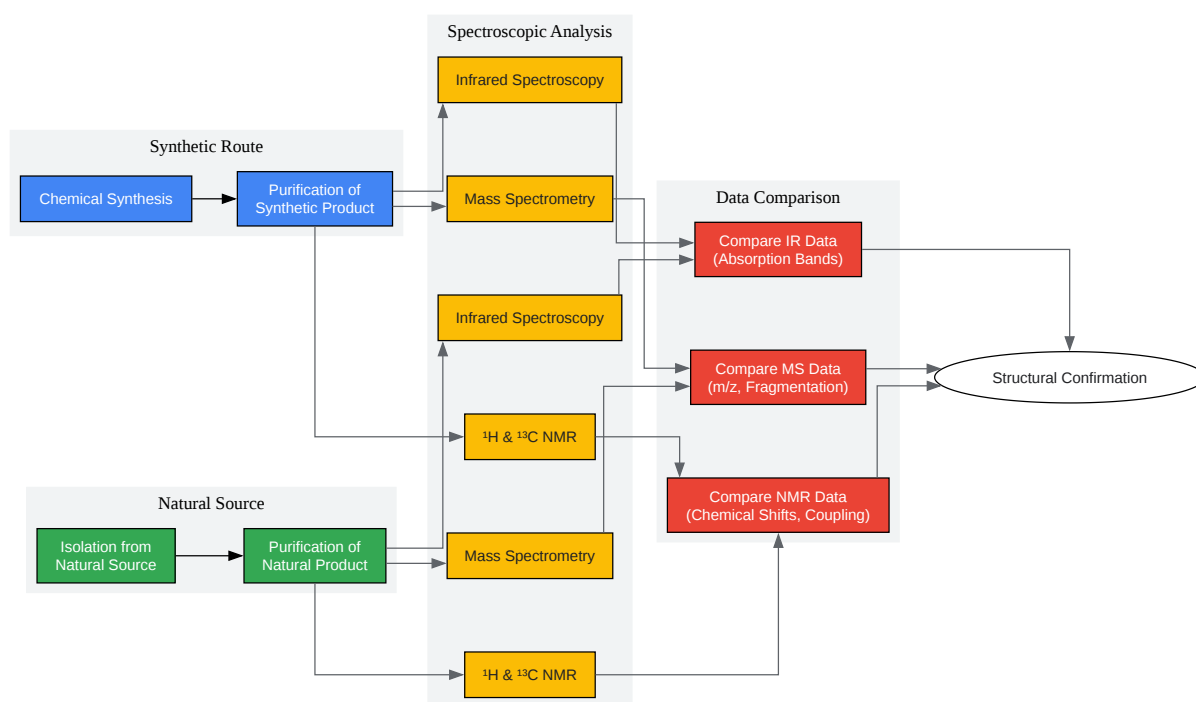 Spectroscopic Analysis
Infrared Spectroscopy
Synthetic Route
Chemical Synthesis
Purification of
Synthetic Product
Mass Spectrometry
Data Comparison
Compare IR Data
(Absorption Bands)
Infrared Spectroscopy
Compare MS Data
(m/z, Fragmentation)
Structural Confirmation
¹H & ¹³C NMR
Compare NMR Data
(Chemical Shifts, Coupling)
Natural Source
Isolation from
Natural Source
Purification of
Natural Product
Mass Spectrometry
¹H & ¹³C NMR